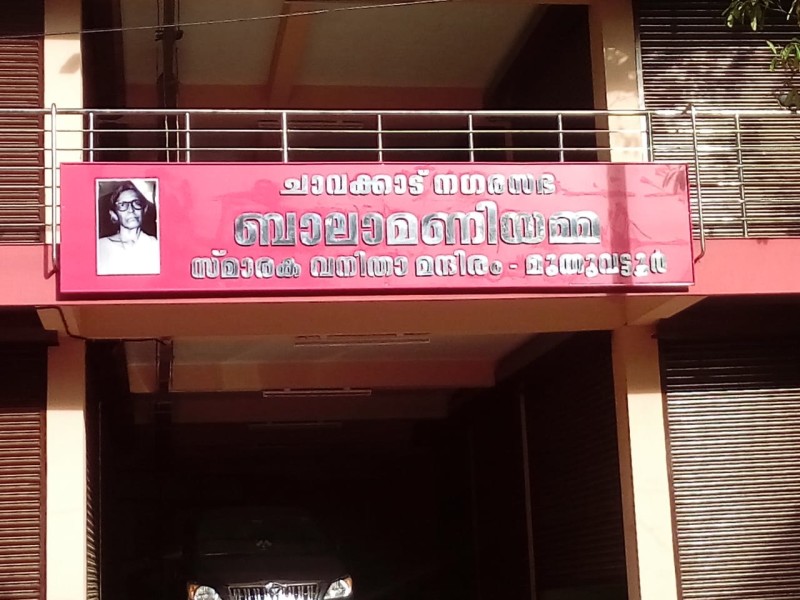 ചാവക്കാട് നഗരസഭ
ബാലാമണിയമ്മ
സ്മാരക വനിതാ മന്ദിരം - മുതുവട്ടൂർ